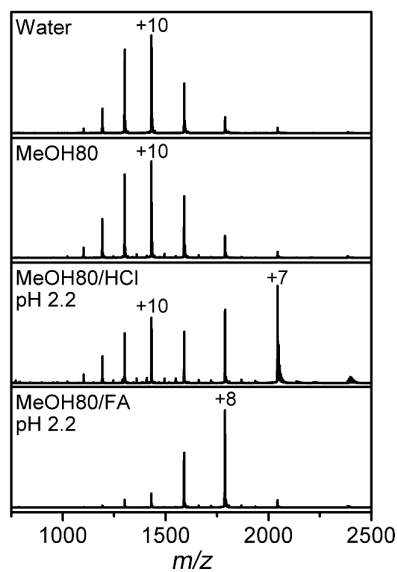 Water
+10
MeOH80
+10
MeOH80/HCl
pH 2.2
+10
+7
MeOH80/FA
pH 2.2
+8
1000 1500 2000 2500
m/z